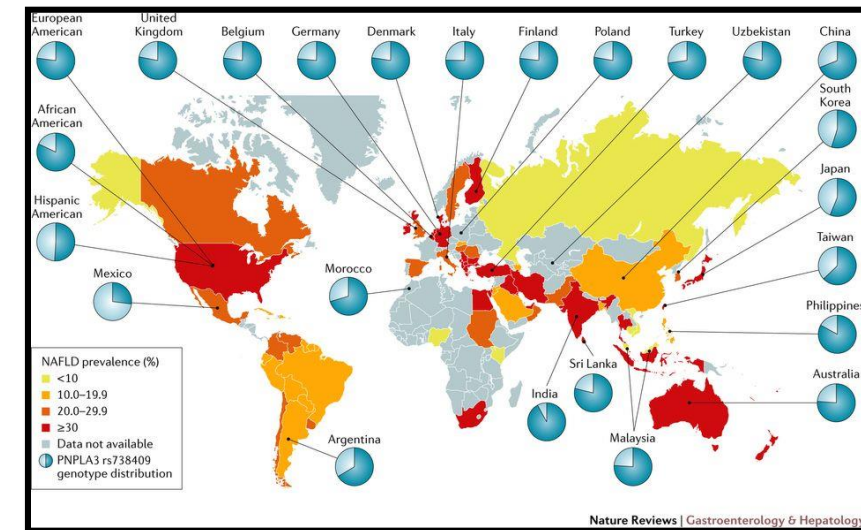 European
American
United
Kingdom
Belgium
Germany
Denmark
Italy
Finland
Poland
Turkey
Uzbekistan
China
African
American
South
Korea
Hispanic
American
Japan
Mexico
Morocco
Taiwan
Philippines
NAFLD prevalence (%)
<10
10.0–19.9
20.0–29.9
≥30
Data not available
PNPLA3 rs738409
genotype distribution
Argentina
India
Sri Lanka
Malaysia
Australia
Nature Reviews | Gastroenterology & Hepatology